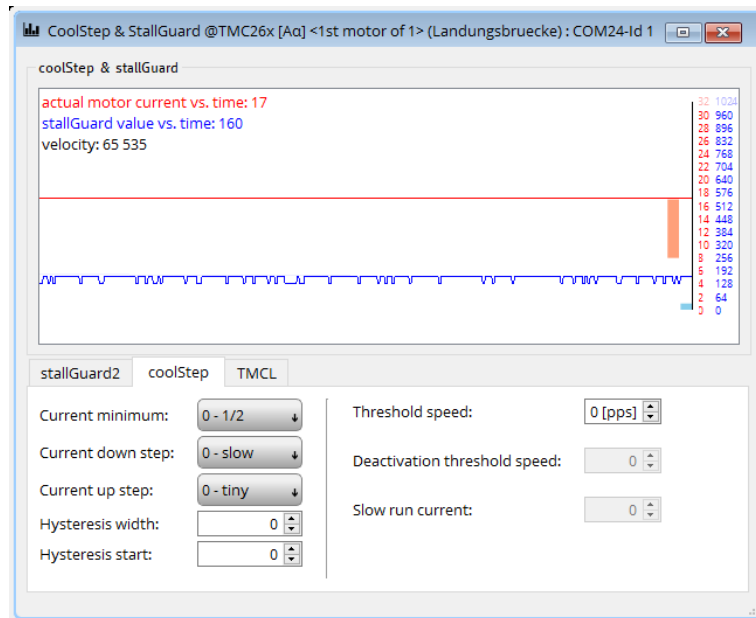 CoolStep & StallGuard @TMC26x [Aα] <1st motor of 1> (Landungsbruecke) : COM24-Id 1
coolStep & stallGuard
actual motor current vs. time: 17
stallGuard value vs. time: 160
velocity: 65 535
32 1024
30 960
28 896
26 832
24 768
22 704
20 640
18 576
16 512
14 448
12 384
10 320
8 256
6 192
4 128
2 64
0 0
stallGuard2 coolStep TMCL
Current minimum: 0 - 1/2
Threshold speed: 0 [pps]
Current down step: 0 - slow
Deactivation threshold speed: 0
Current up step: 0 - tiny
Slow run current: 0
Hysteresis width: 0
Hysteresis start: 0